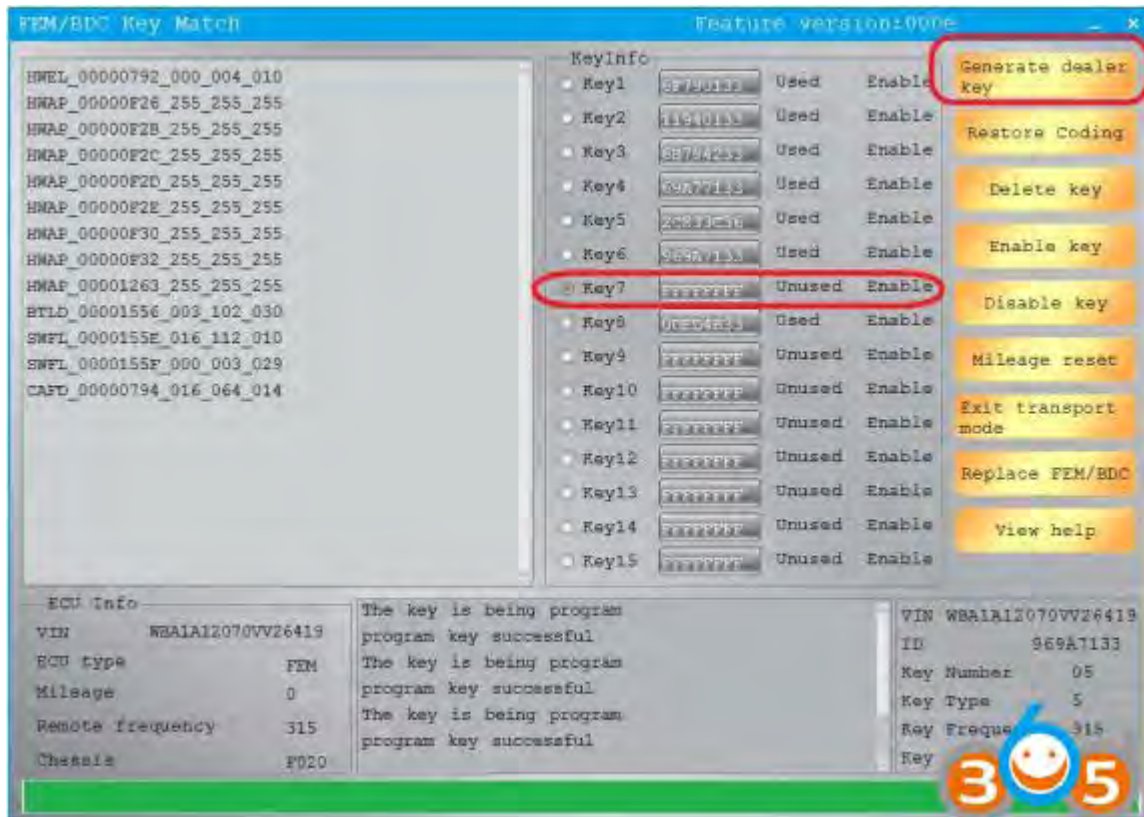 FEM/BDC Key Match
Feature version:000e
HWEL_00000792_000_004_010
HWAP_00000F26_255_255_255
HWAP_00000F2B_255_255_255
HWAP_00000F2C_255_255_255
HWAP_00000F2D_255_255_255
HWAP_00000F2E_255_255_255
HWAP_00000F30_255_255_255
HWAP_00000F32_255_255_255
HWAP_00001263_255_255_255
BTLD_00001556_003_102_030
SWFL_0000155E_016_112_010
SWFL_0000155F_000_003_029
CAFD_00000794_016_064_014
KeyInfo
Key1 Used Enable
Key2 11940133 Used Enable
Key3 Used Enable
Key4 Used Enable
Key5 Used Enable
Key6 969A7133 Used Enable
Key7 FFFFFFFF Unused Enable
Key8 Used Enable
Key9 FFFFFFFF Unused Enable
Key10 FFFFFFFF Unused Enable
Key11 FFFFFFFF Unused Enable
Key12 FFFFFFFF Unused Enable
Key13 FFFFFFFF Unused Enable
Key14 FFFFFFFF Unused Enable
Key15 FFFFFFFF Unused Enable
Generate dealer
key
Restore Coding
Delete key
Enable key
Disable key
Mileage reset
Exit transport
mode
Replace FEM/BDC
View help
ECU Info
VIN WBA1A12070VV26419
ECU type FEM
Mileage 0
Remote frequency 315
Chassis F020
The key is being program
program key successful
The key is being program
program key successful
The key is being program
program key successful
VIN WBA1A12070VV26419
ID 969A7133
Key Number 05
Key Type 5
Key Freque 315
Key
365